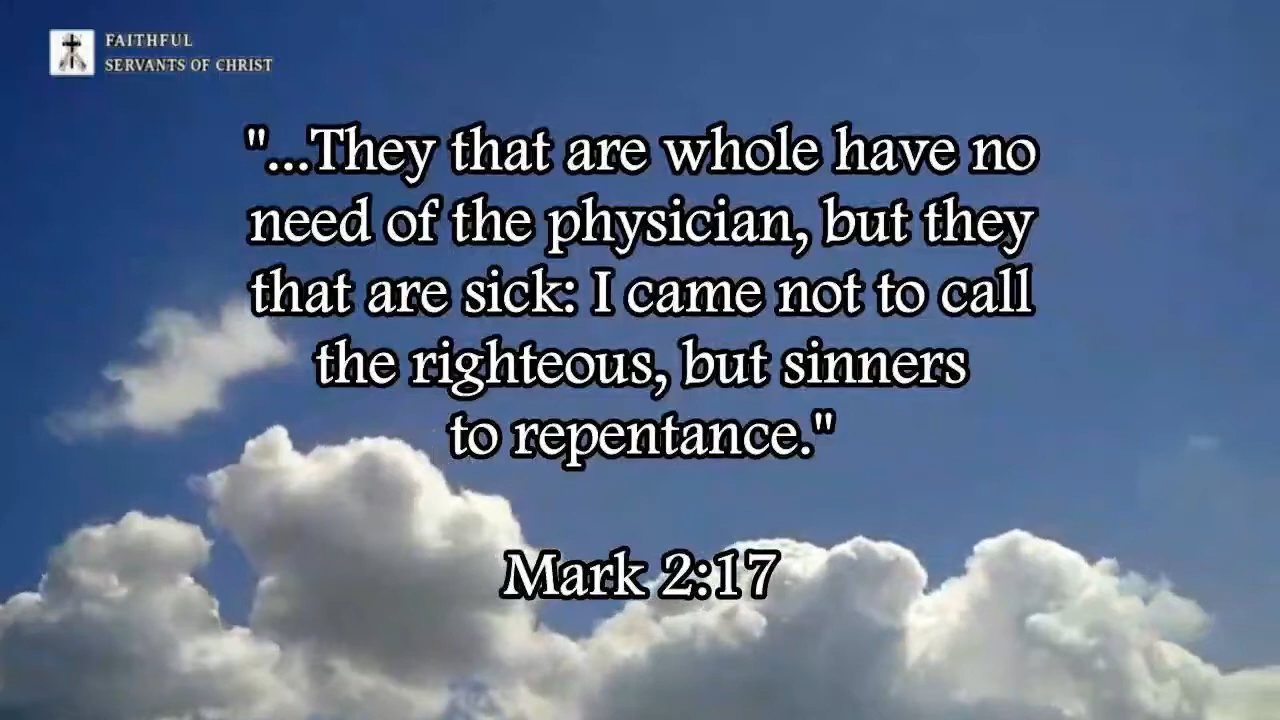 FAITHFUL
SERVANTS OF CHRIST
"...They that are whole have no
need of the physician, but they
that are sick: I came not to call
the righteous, but sinners
to repentance."
Mark 2:17